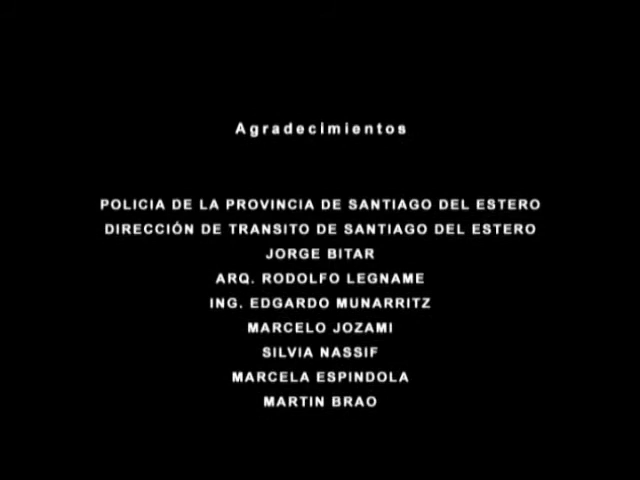 Agradecimientos
POLICIA DE LA PROVINCIA DE SANTIAGO DEL ESTERO
DIRECCIÓN DE TRANSITO DE SANTIAGO DEL ESTERO
JORGE BITAR
ARQ. RODOLFO LEGNAME
ING. EDGARDO MUNARRITZ
MARCELO JOZAMI
SILVIA NASSIF
MARCELA ESPINDOLA
MARTIN BRAO